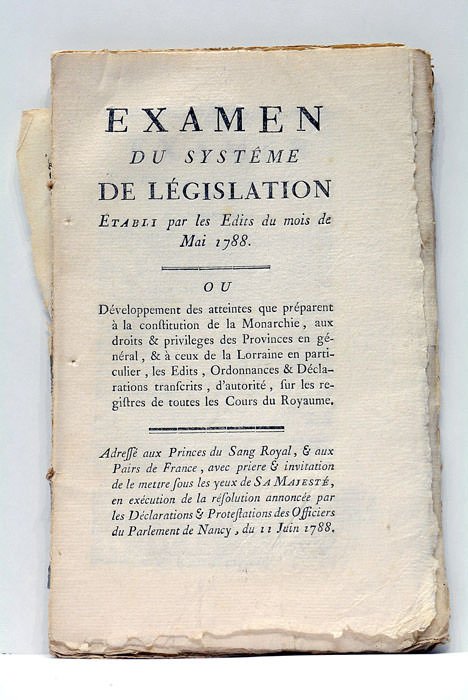 EXAMEN
DU SYSTÊME
DE LÉGISLATION
ETABLI par les Edits du mois de
Mai 1788.
OU
Développement des atteintes que préparent
à la conſtitution de la Monarchie, aux
droits & privileges des Provinces en gé-
néral, & à ceux de la Lorraine en parti-
culier, les Edits, Ordonnances & Décla-
rations tranſcrits, d'autorité, ſur les re-
giſtres de toutes les Cours du Royaume.
Adreſſé aux Princes du Sang Royal, & aux
Pairs de France, avec priere & invitation
de le mettre ſous les yeux de SA MAJESTÉ,
en exécution de la réſolution annoncée par
les Déclarations & Proteſtations des Officiers
du Parlement de Nancy, du 11 Juin 1788.